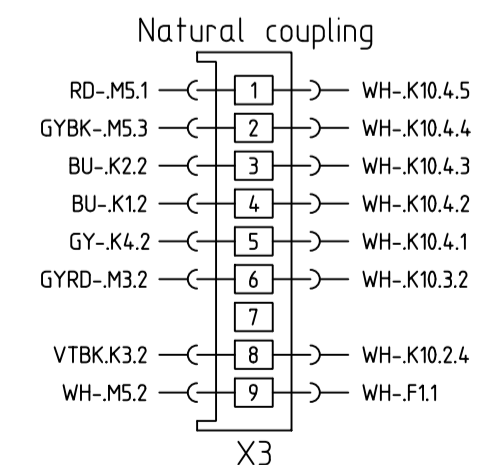 Natural coupling
RD-.M5.1 1 WH-.K10.4.5
GYBK-.M5.3 2 WH-.K10.4.4
BU-.K2.2 3 WH-.K10.4.3
BU-.K1.2 4 WH-.K10.4.2
GY-.K4.2 5 WH-.K10.4.1
GYRD-.M3.2 6 WH-.K10.3.2
7
VTBK.K3.2 8 WH-.K10.2.4
WH-.M5.2 9 WH-.F1.1
X3